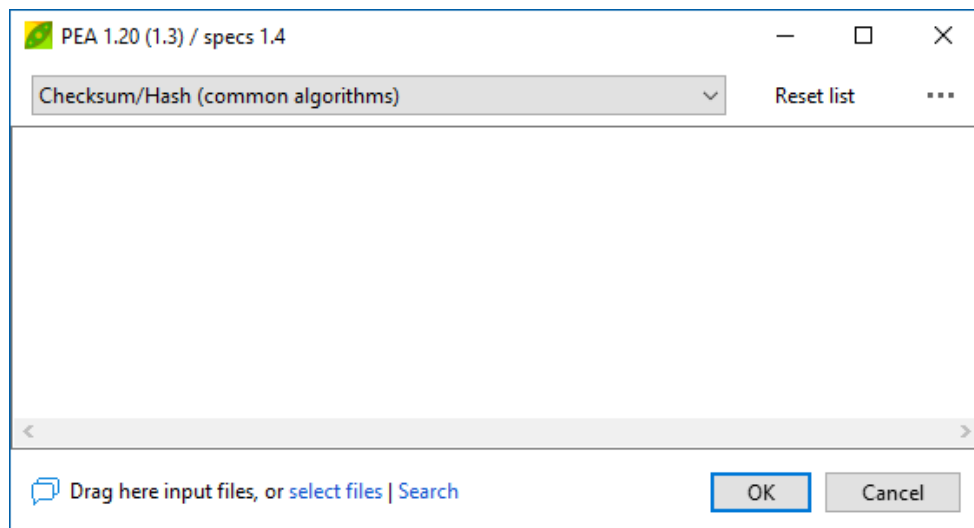 PEA 1.20 (1.3) / specs 1.4
Checksum/Hash (common algorithms) Reset list
Drag here input files, or select files | Search OK Cancel